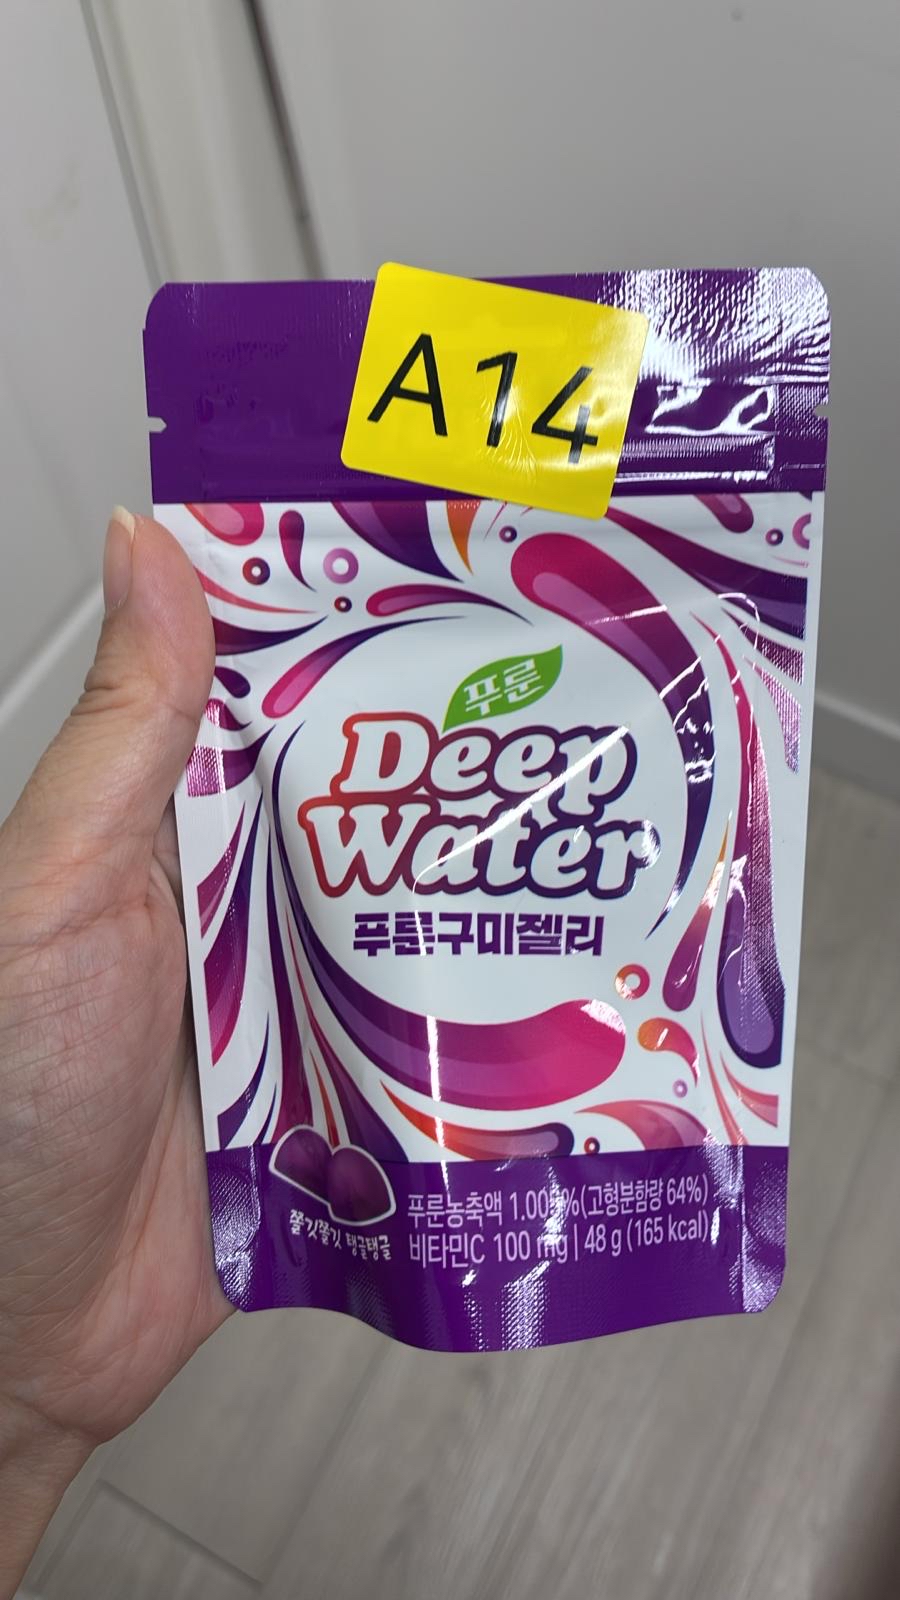 A14
푸룬
Deep
Water
푸룬구미젤리
쫄깃쫄깃 탱글탱글
푸룬농축액 1.005%(고형분함량 64%)
비타민C 100 mg | 48 g (165 kcal)